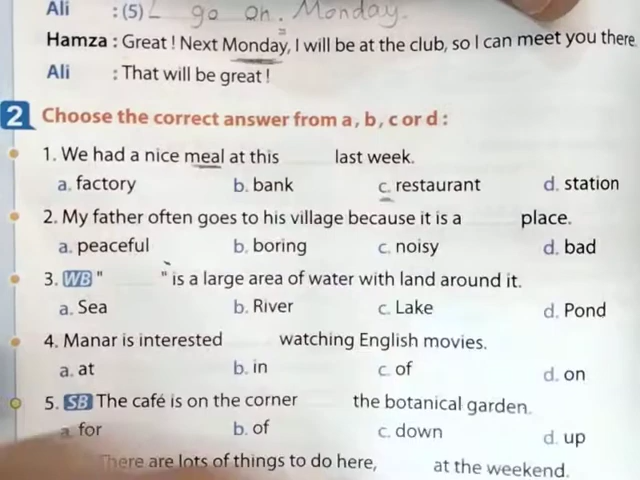 Ali : (5) I go on. Monday.
Hamza : Great ! Next Monday, I will be at the club, so I can meet you there.
Ali : That will be great !
2 Choose the correct answer from a, b, c or d :
1. We had a nice meal at this last week.
a. factory b. bank c. restaurant d. station
2. My father often goes to his village because it is a place.
a. peaceful b. boring c. noisy d. bad
3. WB " " is a large area of water with land around it.
a. Sea b. River c. Lake d. Pond
4. Manar is interested watching English movies.
a. at b. in c. of d. on
5. SB The café is on the corner the botanical garden.
a. for b. of c. down d. up
There are lots of things to do here, at the weekend.